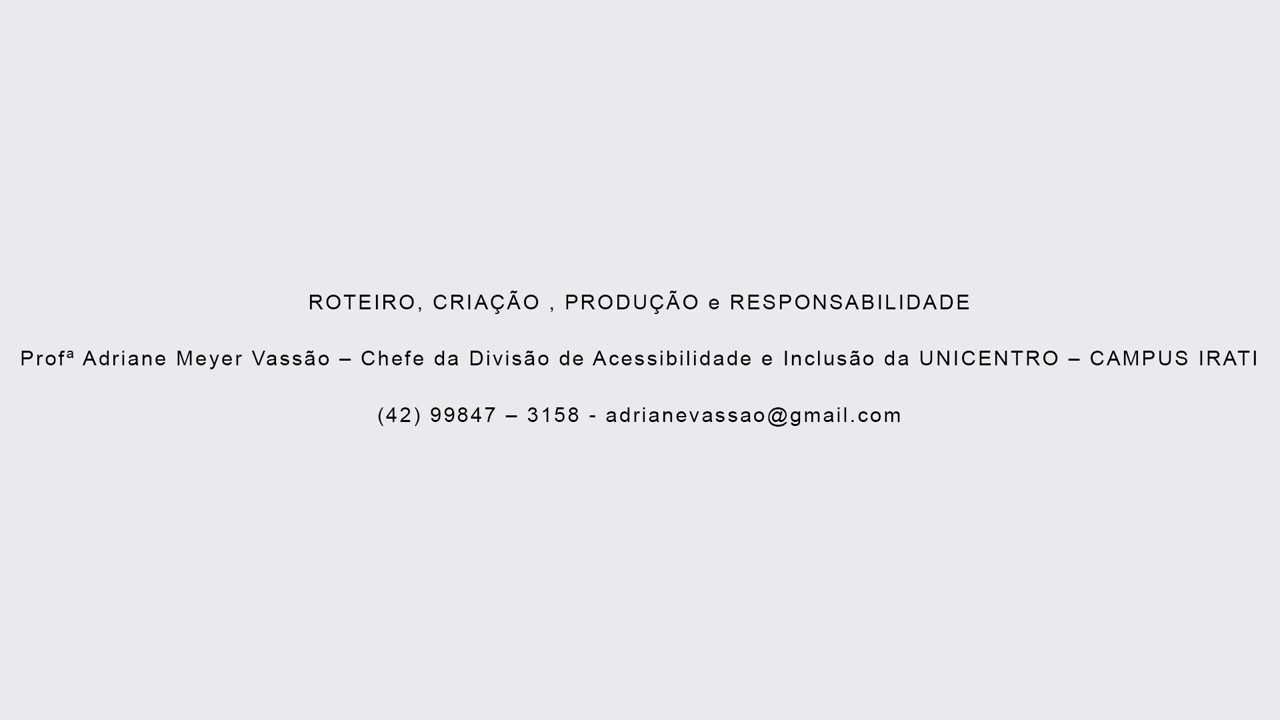 ROTEIRO, CRIAÇÃO , PRODUÇÃO e RESPONSABILIDADE
Profª Adriane Meyer Vassão – Chefe da Divisão de Acessibilidade e Inclusão da UNICENTRO – CAMPUS IRATI
(42) 99847 – 3158 - adrianevassao@gmail.com